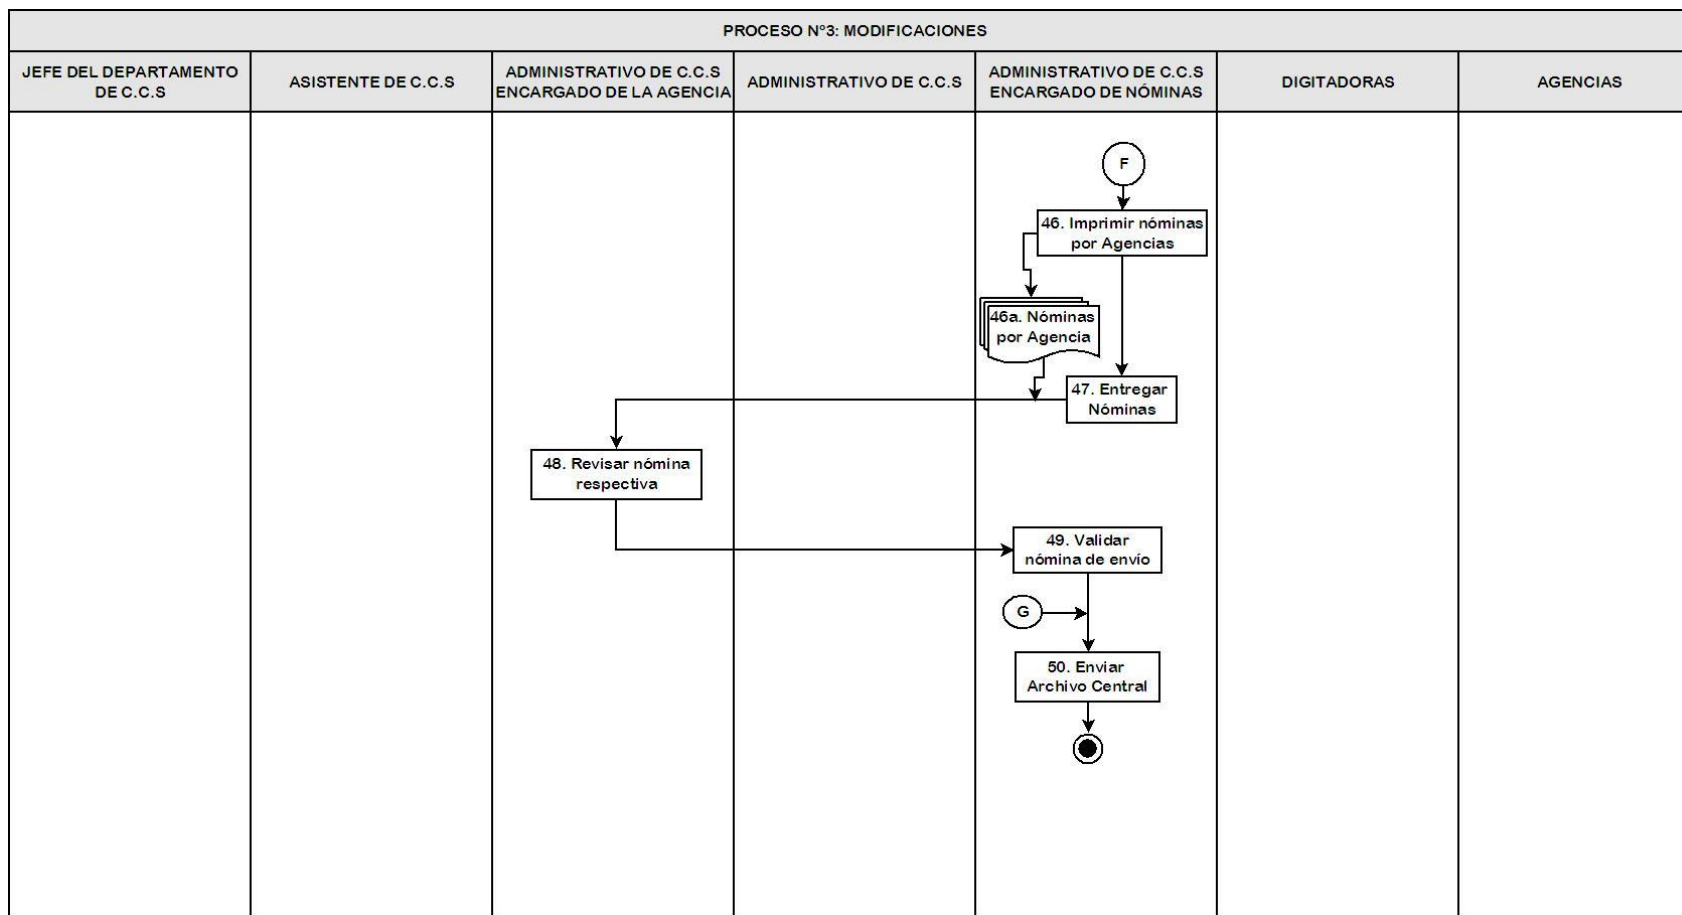 PROCESO Nº3: MODIFICACIONES
JEFE DEL DEPARTAMENTO
DE C.C.S
ASISTENTE DE C.C.S
ADMINISTRATIVO DE C.C.S
ENCARGADO DE LA AGENCIA
ADMINISTRATIVO DE C.C.S
ADMINISTRATIVO DE C.C.S
ENCARGADO DE NÓMINAS
DIGITADORAS
AGENCIAS
F
46. Imprimir nóminas
por Agencias
46a. Nóminas
por Agencia
47. Entregar
Nóminas
48. Revisar nómina
respectiva
49. Validar
nómina de envío
G
50. Enviar
Archivo Central